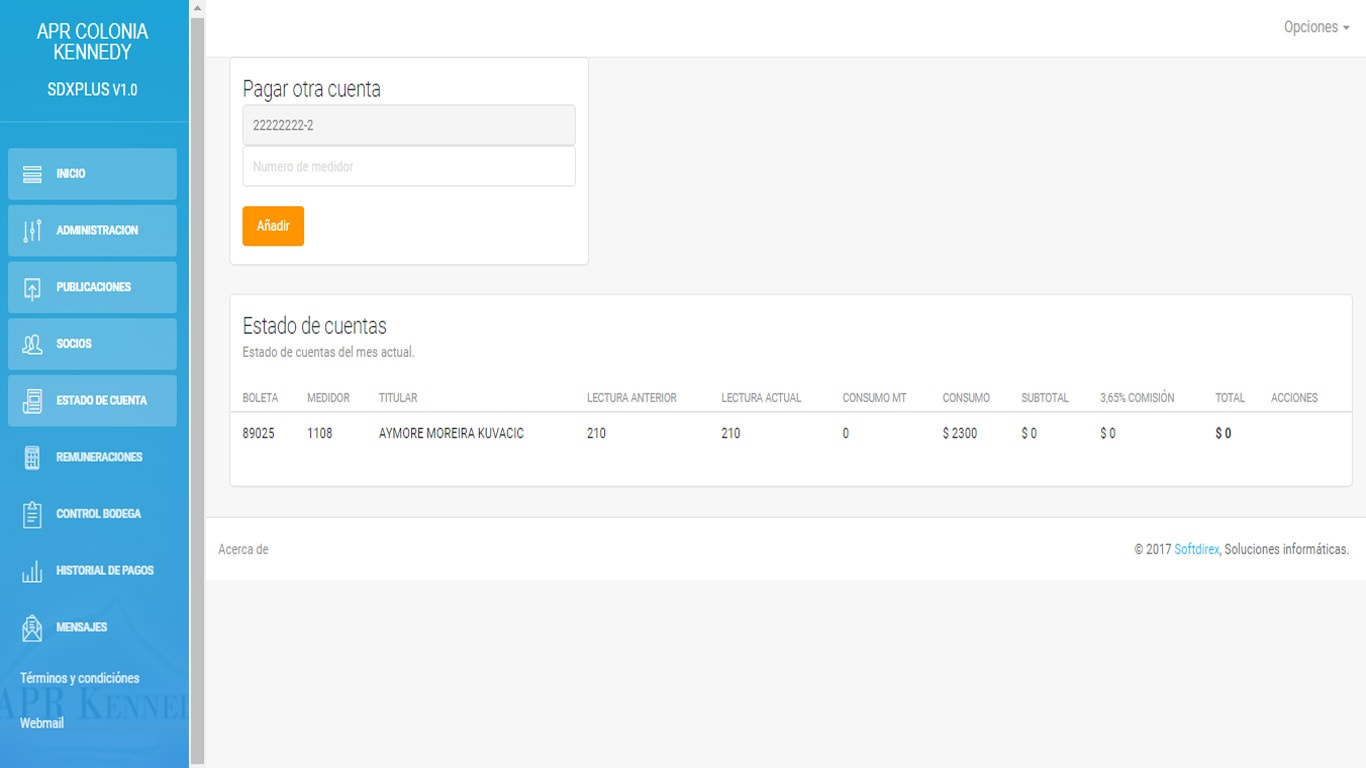 APR COLONIA
KENNEDY
SDXPLUS V1.0
INICIO
ADMINISTRACION
PUBLICACIONES
SOCIOS
ESTADO DE CUENTA
REMUNERACIONES
CONTROL BODEGA
HISTORIAL DE PAGOS
MENSAJES
Términos y condiciónes
APR KENNE
Webmail
Opciones
Pagar otra cuenta
22222222-2
Numero de medidor
Añadir
Estado de cuentas
Estado de cuentas del mes actual.
BOLETA MEDIDOR TITULAR LECTURA ANTERIOR LECTURA ACTUAL CONSUMO MT CONSUMO SUBTOTAL 3,65% COMISIÓN TOTAL ACCIONES
89025 1108 AYMORE MOREIRA KUVACIC 210 210 0 $ 2300 $ 0 $ 0 $ 0
Acerca de
© 2017 Softdirex, Soluciones informáticas.